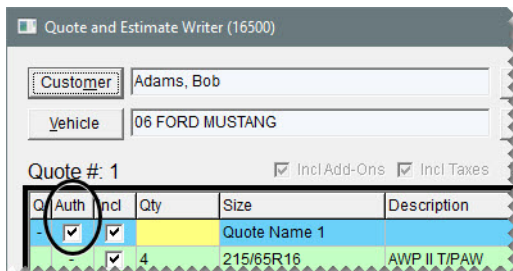 Quote and Estimate Writer (16500)
Customer Adams, Bob
Vehicle 06 FORD MUSTANG
Quote #: 1 Incl Add-Ons Incl Taxes
Q Auth Incl Qty Size Description
- Quote Name 1
- 4 215/65R16 AWP II T/PAW